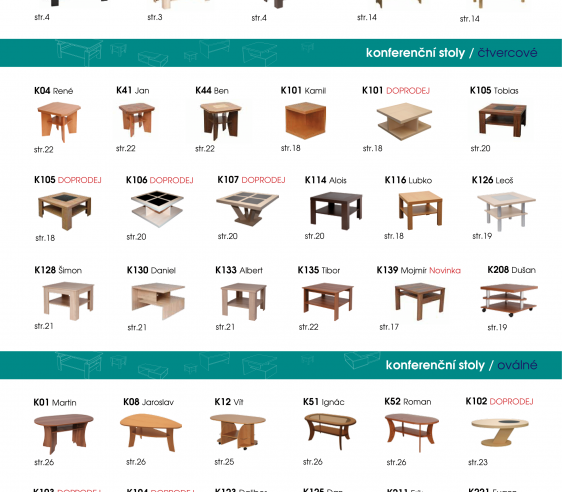 str.4 str.3 str.4 str.14 str.14
konferenční stoly / čtvercové
K04 René K41 Jan K44 Ben K101 Kamil K101 DOPRODEJ K105 Tobias
str.22 str.22 str.22 str.18 str.18 str.20
K105 DOPRODEJ K106 DOPRODEJ K107 DOPRODEJ K114 Alois K116 Lubko K126 Leoš
str.18 str.20 str.20 str.20 str.18 str.19
K128 Šimon K130 Daniel K133 Albert K135 Tibor K139 Mojmír Novinka K208 Dušan
str.21 str.21 str.21 str.22 str.17 str.19
konferenční stoly / oválné
K01 Martin K08 Jaroslav K12 Vít K51 Ignác K52 Roman K102 DOPRODEJ
str.26 str.26 str.25 str.26 str.26 str.23